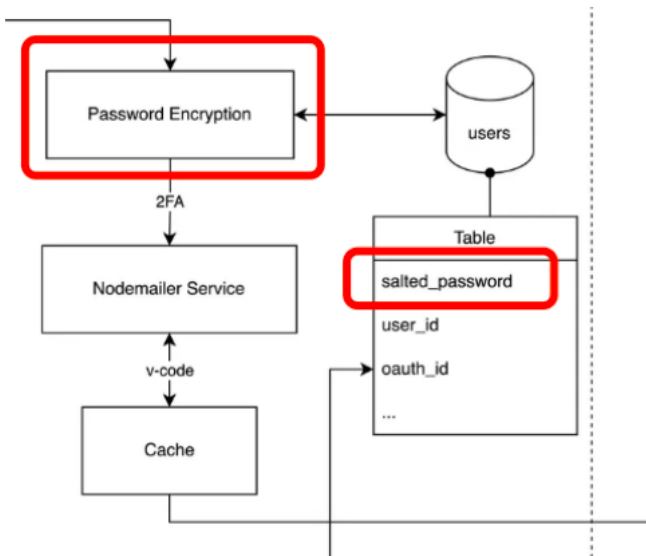 Password Encryption
users
2FA
Table
Nodemailer Service
salted_password
user_id
v-code
oauth_id
...
Cache